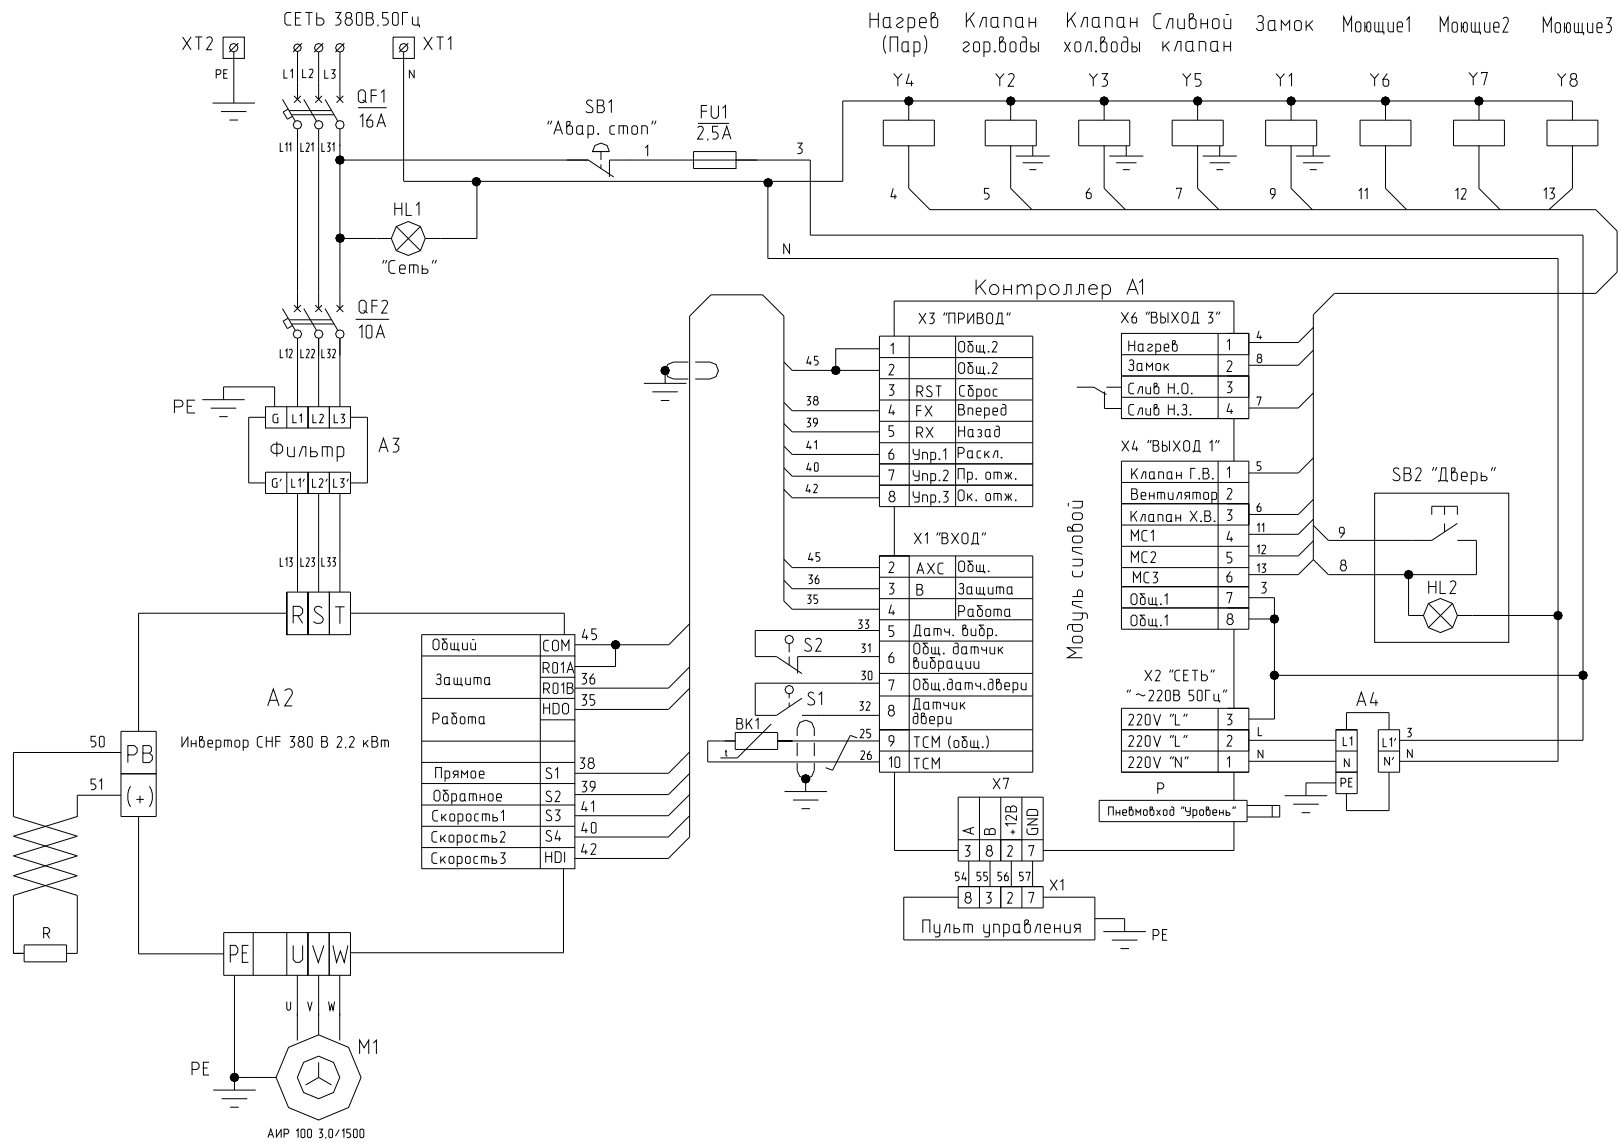 СЕТЬ 380В,50Гц
XT2
XT1
PE
L1
L2
L3
N
QF1
16А
L11
L21
L31
SB1
"Авар. стоп"
1
FU1
2.5А
3
Нагрев
(Пар)
Клапан
гор.воды
Клапан
хол.воды
Сливной
клапан
Замок
Моющие1
Моющие2
Моющие3
Y4
Y2
Y3
Y5
Y1
Y6
Y7
Y8
4
5
6
7
9
11
12
13
HL1
"Сеть"
N
QF2
10А
L12
L22
L32
PE
G
L1
L2
L3
Фильтр
А3
G'
L1'
L2'
L3'
L13
L23
L33
R
S
T
А2
Инвертор CHF 380 В 2,2 кВт
50
PB
51
(+)
R
Общий
COM
45
Защита
R01A
R01B
36
Работа
HDO
35
Прямое
S1
38
Обратное
S2
39
Скорость1
S3
41
Скорость2
S4
40
Скорость3
HDI
42
PE
U
V
W
U
V
W
PE
M1
АИР 100 3,0/1500
Контроллер А1
X3 "ПРИВОД"
1
Общ.2
45
2
Общ.2
3
RST
Сброс
38
4
FX
Вперед
39
5
RX
Назад
41
6
Упр.1
Раскл.
40
7
Упр.2
Пр. отж.
42
8
Упр.3
Ок. отж.
X1 "ВХОД"
45
2
АХС
Общ.
36
3
В
Защита
35
4
Работа
33
5
Датч. вибр.
S2
31
6
Общ. датчик
вибрации
30
7
Общ.датч.двери
S1
32
8
Датчик
двери
BK1
t
25
9
ТСМ (общ.)
26
10
ТСМ
Модуль силовой
X6 "ВЫХОД 3"
Нагрев
1
4
Замок
2
8
Слив Н.О.
3
Слив Н.З.
4
7
X4 "ВЫХОД 1"
Клапан Г.В.
1
5
Вентилятор
2
Клапан Х.В.
3
6
МС1
4
11
МС2
5
12
МС3
6
13
Общ.1
7
3
Общ.1
8
SB2 "Дверь"
9
8
HL2
X2 "СЕТЬ"
"~220В 50Гц"
220V "L"
3
220V "L"
2
L
220V "N"
1
N
А4
L1
N
PE
L1'
N'
3
N
P
Пневмовход "Уровень"
X7
A
B
+12В
GND
3
8
2
7
54
55
56
57
8
3
2
7
X1
Пульт управления
PE